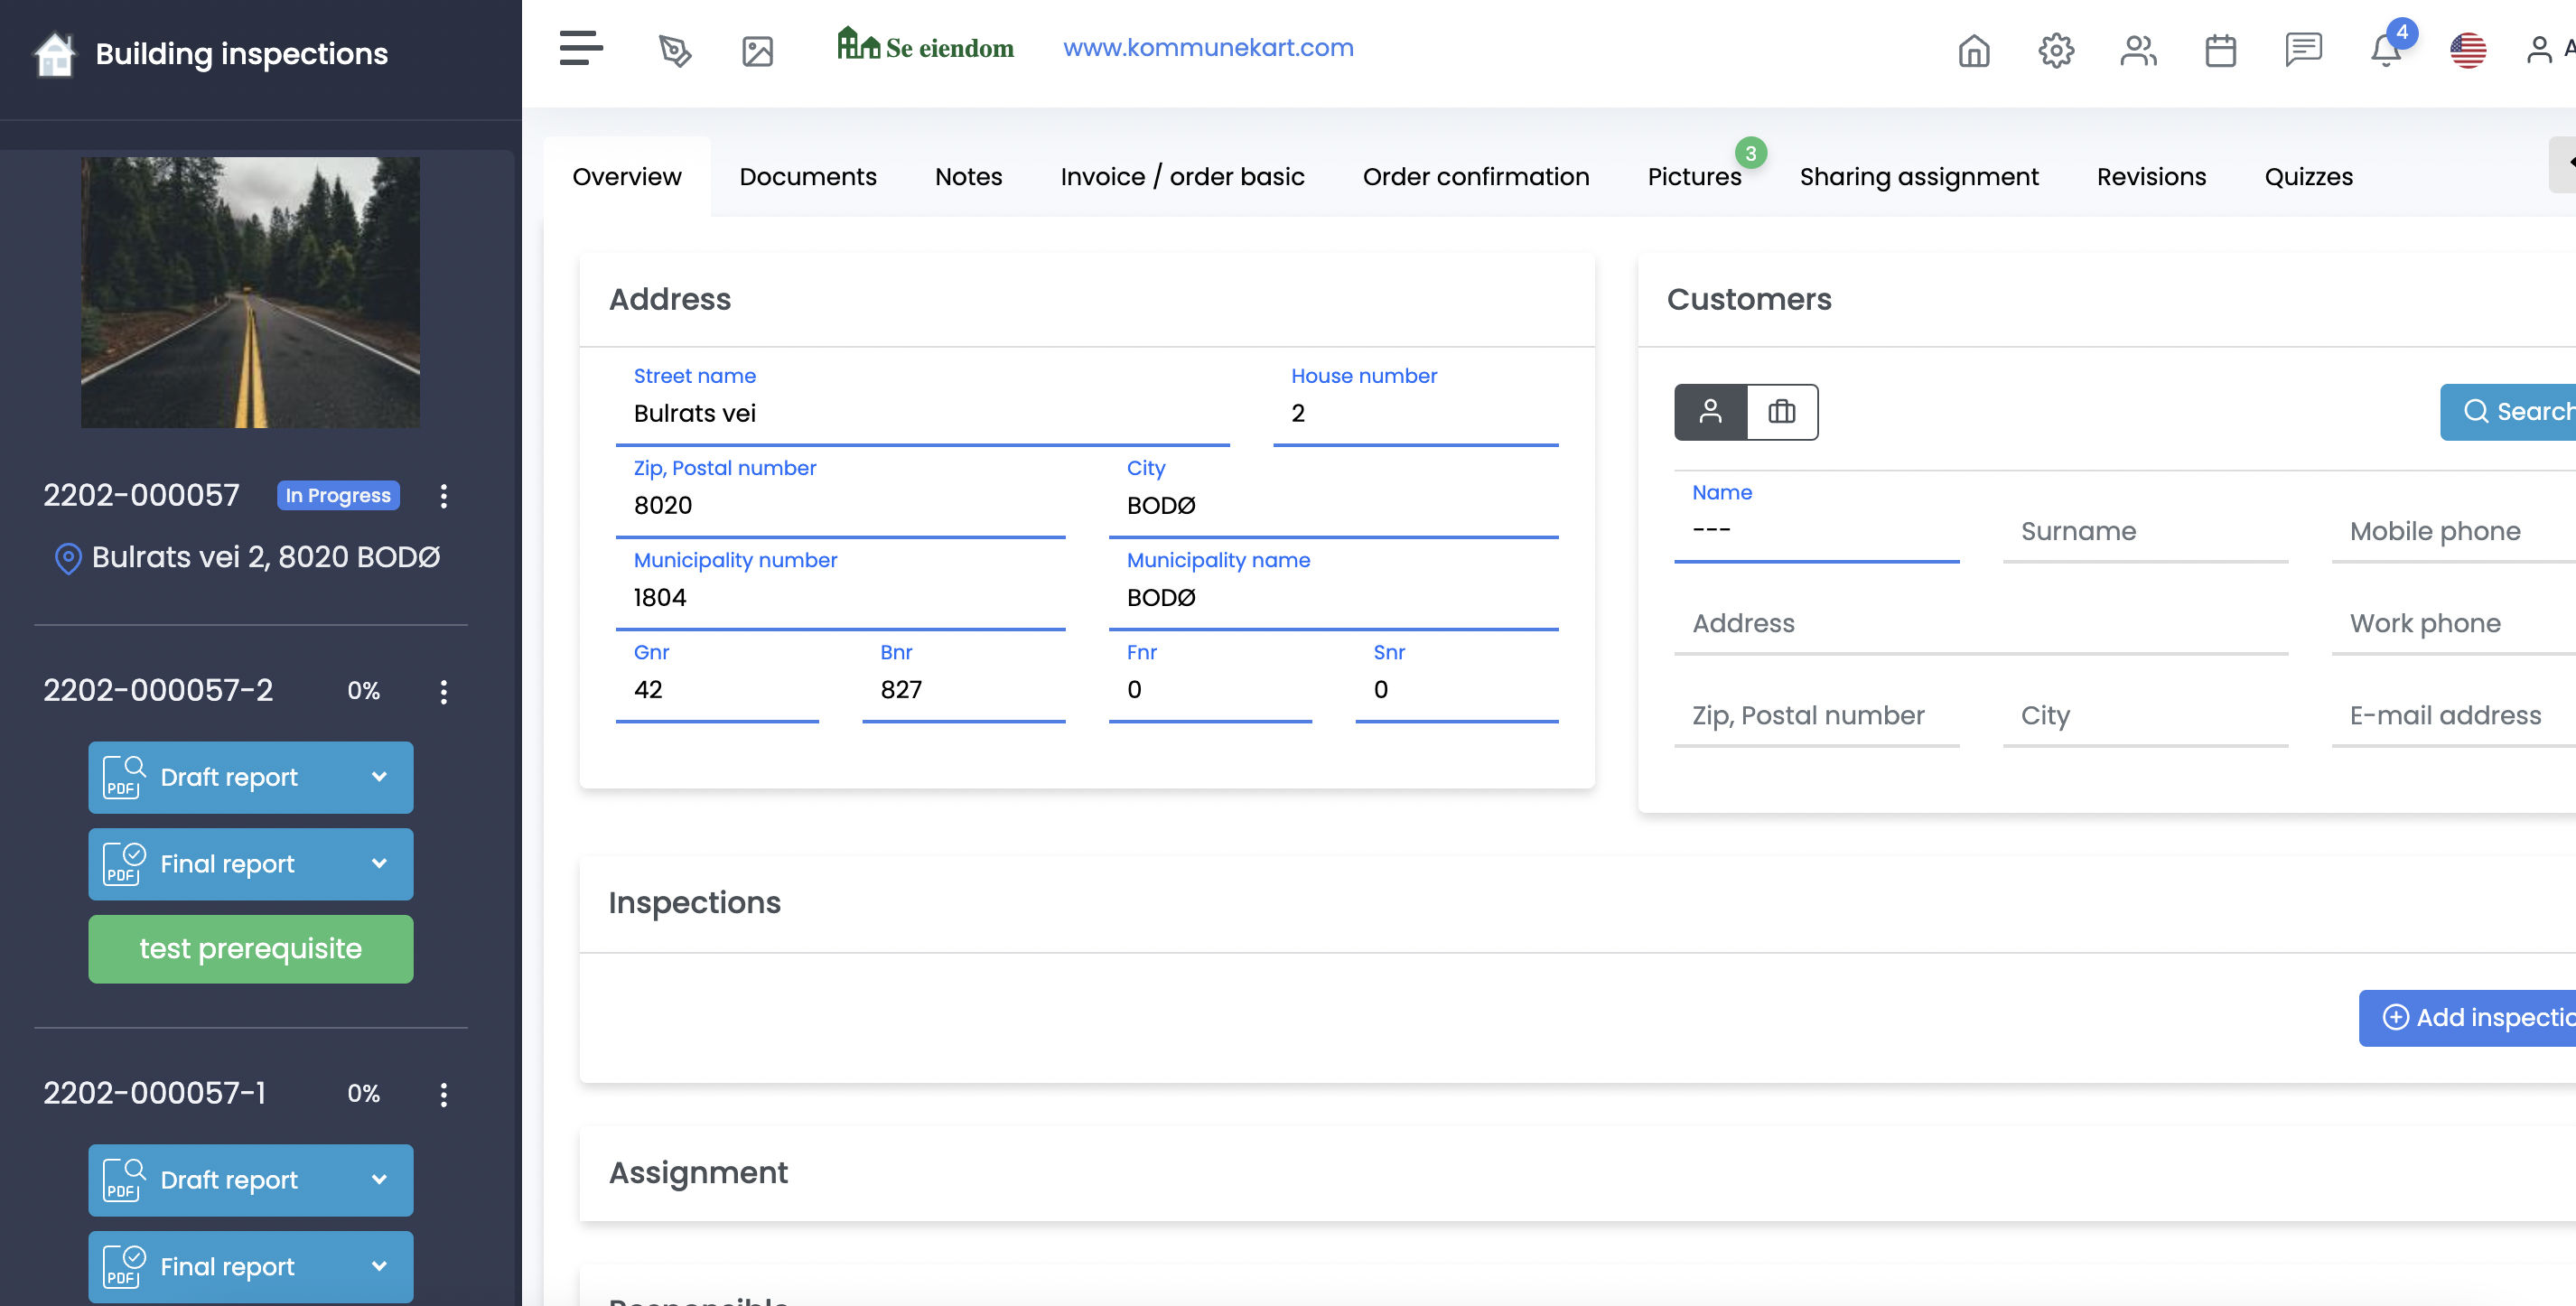 Building inspections
Se eiendom
www.kommunekart.com
4
Overview
Documents
Notes
Invoice / order basic
Order confirmation
Pictures
3
Sharing assignment
Revisions
Quizzes
2202-000057
In Progress
Bulrats vei 2, 8020 BODØ
2202-000057-2
0%
PDF
Draft report
PDF
Final report
test prerequisite
2202-000057-1
0%
PDF
Draft report
PDF
Final report
Address
Street name
Bulrats vei
House number
2
Zip, Postal number
8020
City
BODØ
Municipality number
1804
Municipality name
BODØ
Gnr
42
Bnr
827
Fnr
0
Snr
0
Customers
Search
Name
---
Surname
Mobile phone
Address
Work phone
Zip, Postal number
City
E-mail address
Inspections
Add inspectio
Assignment